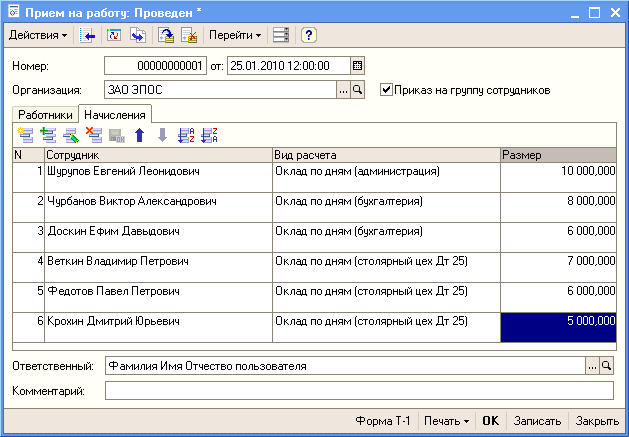 Прием на работу: Проведен *
Действия Перейти ?
Номер: 00000000001 от: 25.01.2010 12:00:00
Организация: ЗАО ЭПОС ... Приказ на группу сотрудников
Работники Начисления
N Сотрудник Вид расчета Размер
1 Шурупов Евгений Леонидович Оклад по дням (администрация) 10 000,000
2 Чурбанов Виктор Александрович Оклад по дням (бухгалтерия) 8 000,000
3 Доскин Ефим Давыдович Оклад по дням (бухгалтерия) 6 000,000
4 Веткин Владимир Петрович Оклад по дням (столярный цех Дт 25) 7 000,000
5 Федотов Павел Петрович Оклад по дням (столярный цех Дт 25) 6 000,000
6 Крохин Дмитрий Юрьевич Оклад по дням (столярный цех Дт 25) 5 000,000
Ответственный: Фамилия Имя Отчество пользователя ...
Комментарий:
Форма Т-1 Печать OK Записать Закрыть